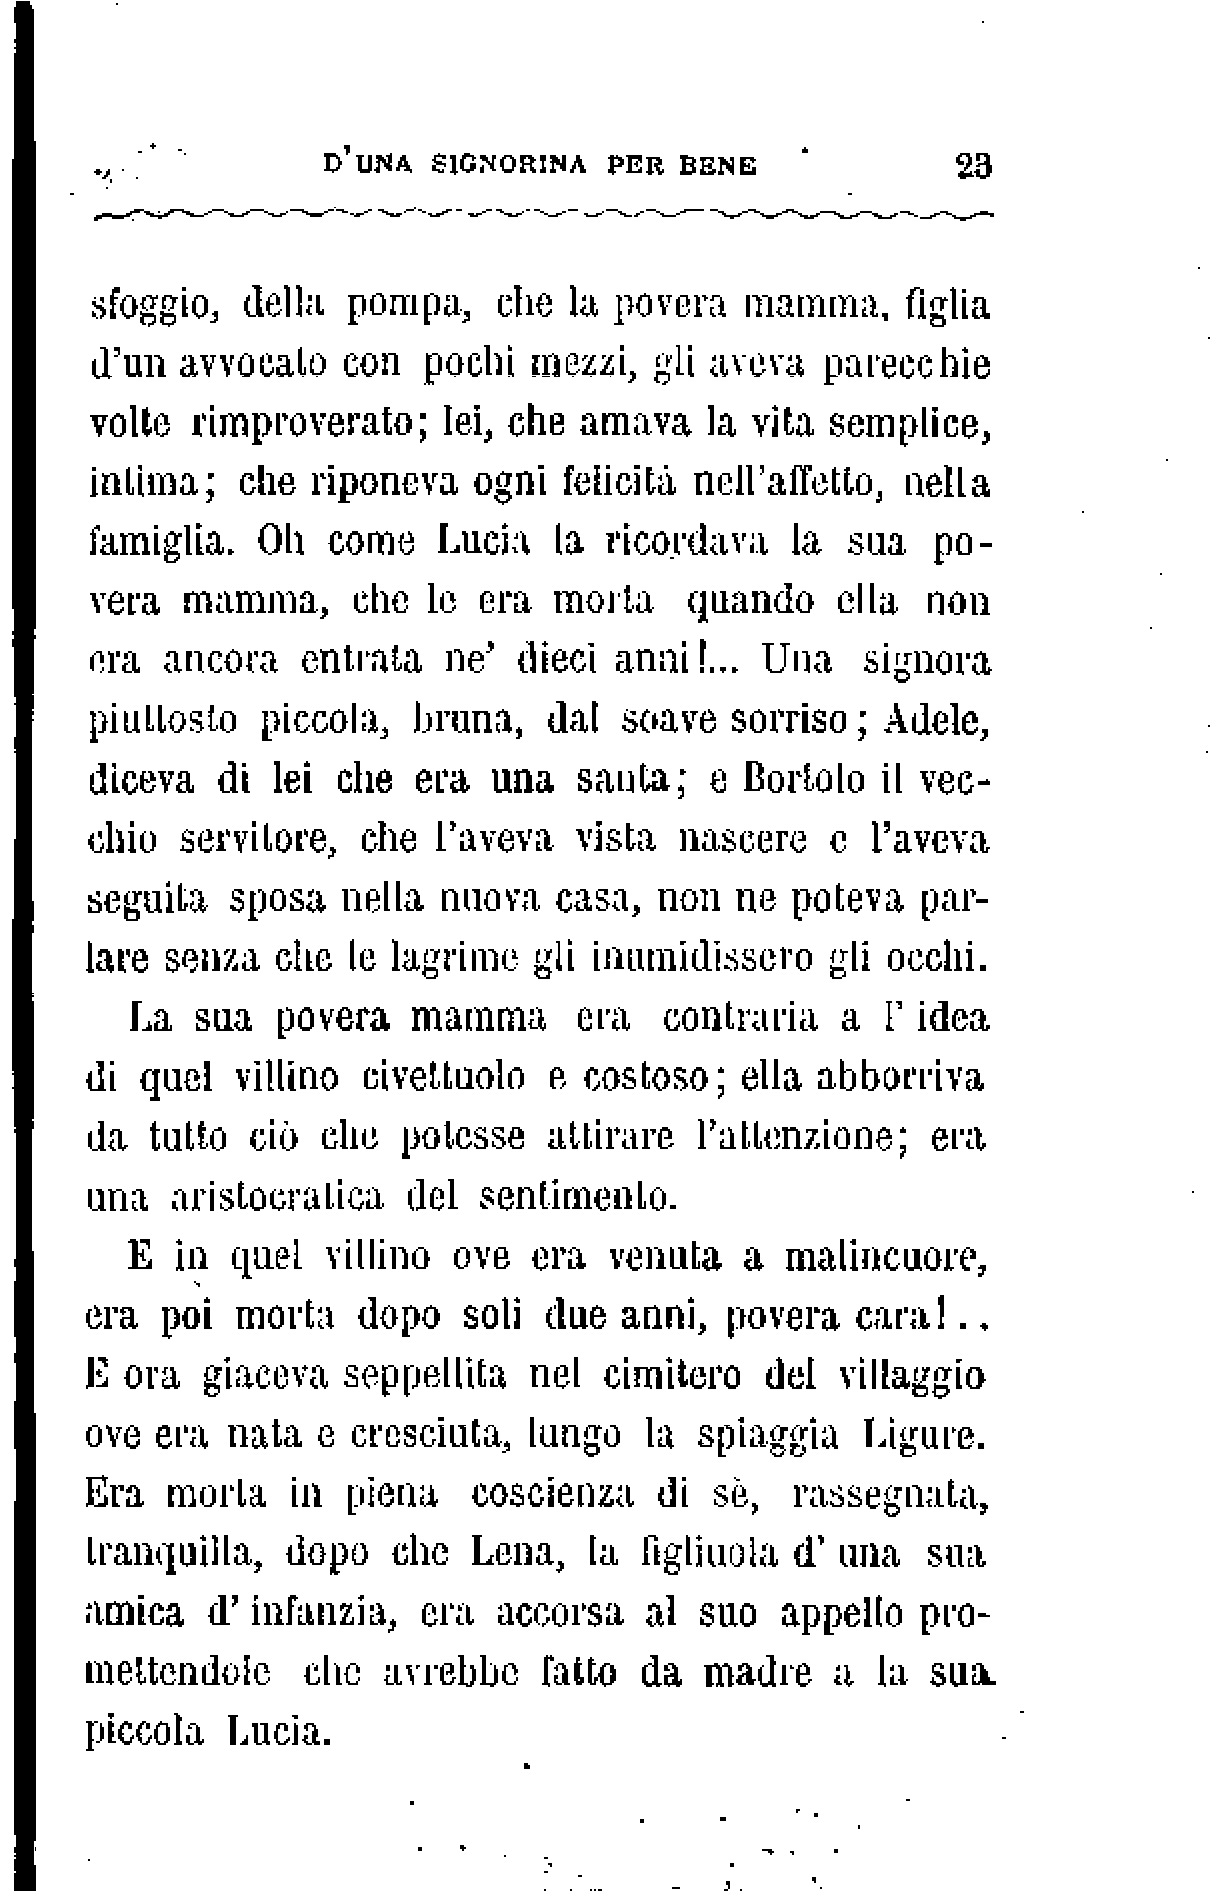 D'UNA SIGNORINA PER BENE 23
sfoggio, della pompa, che la povera mamma, figlia
d'un avvocato con pochi mezzi, gli aveva parecchie
volte rimproverato; lei, che amava la vita semplice,
intima; che riponeva ogni felicità nell'affetto, nella
famiglia. Oh come Lucia la ricordava la sua po-
vera mamma, che le era morta quando ella non
era ancora entrata ne' dieci anni!... Una signora
piuttosto piccola, bruna, dal soave sorriso; Adele,
diceva di lei che era una santa; e Bortolo il vec-
chio servitore, che l'aveva vista nascere e l'aveva
seguita sposa nella nuova casa, non ne poteva par-
lare senza che le lagrime gli inumidissero gli occhi.
La sua povera mamma era contraria a l' idea
di quel villino civettuolo e costoso; ella abborriva
da tutto ciò che potesse attirare l'attenzione; era
una aristocratica del sentimento.
E in quel villino ove era venuta a malincuore,
era poi morta dopo soli due anni, povera cara!..
E ora giaceva seppellita nel cimitero del villaggio
ove era nata e cresciuta, lungo la spiaggia Ligure.
Era morta in piena coscienza di sè, rassegnata,
tranquilla, dopo che Lena, la figliuola d' una sua
amica d' infanzia, era accorsa al suo appello pro-
mettendole che avrebbe fatto da madre a la sua
piccola Lucia.